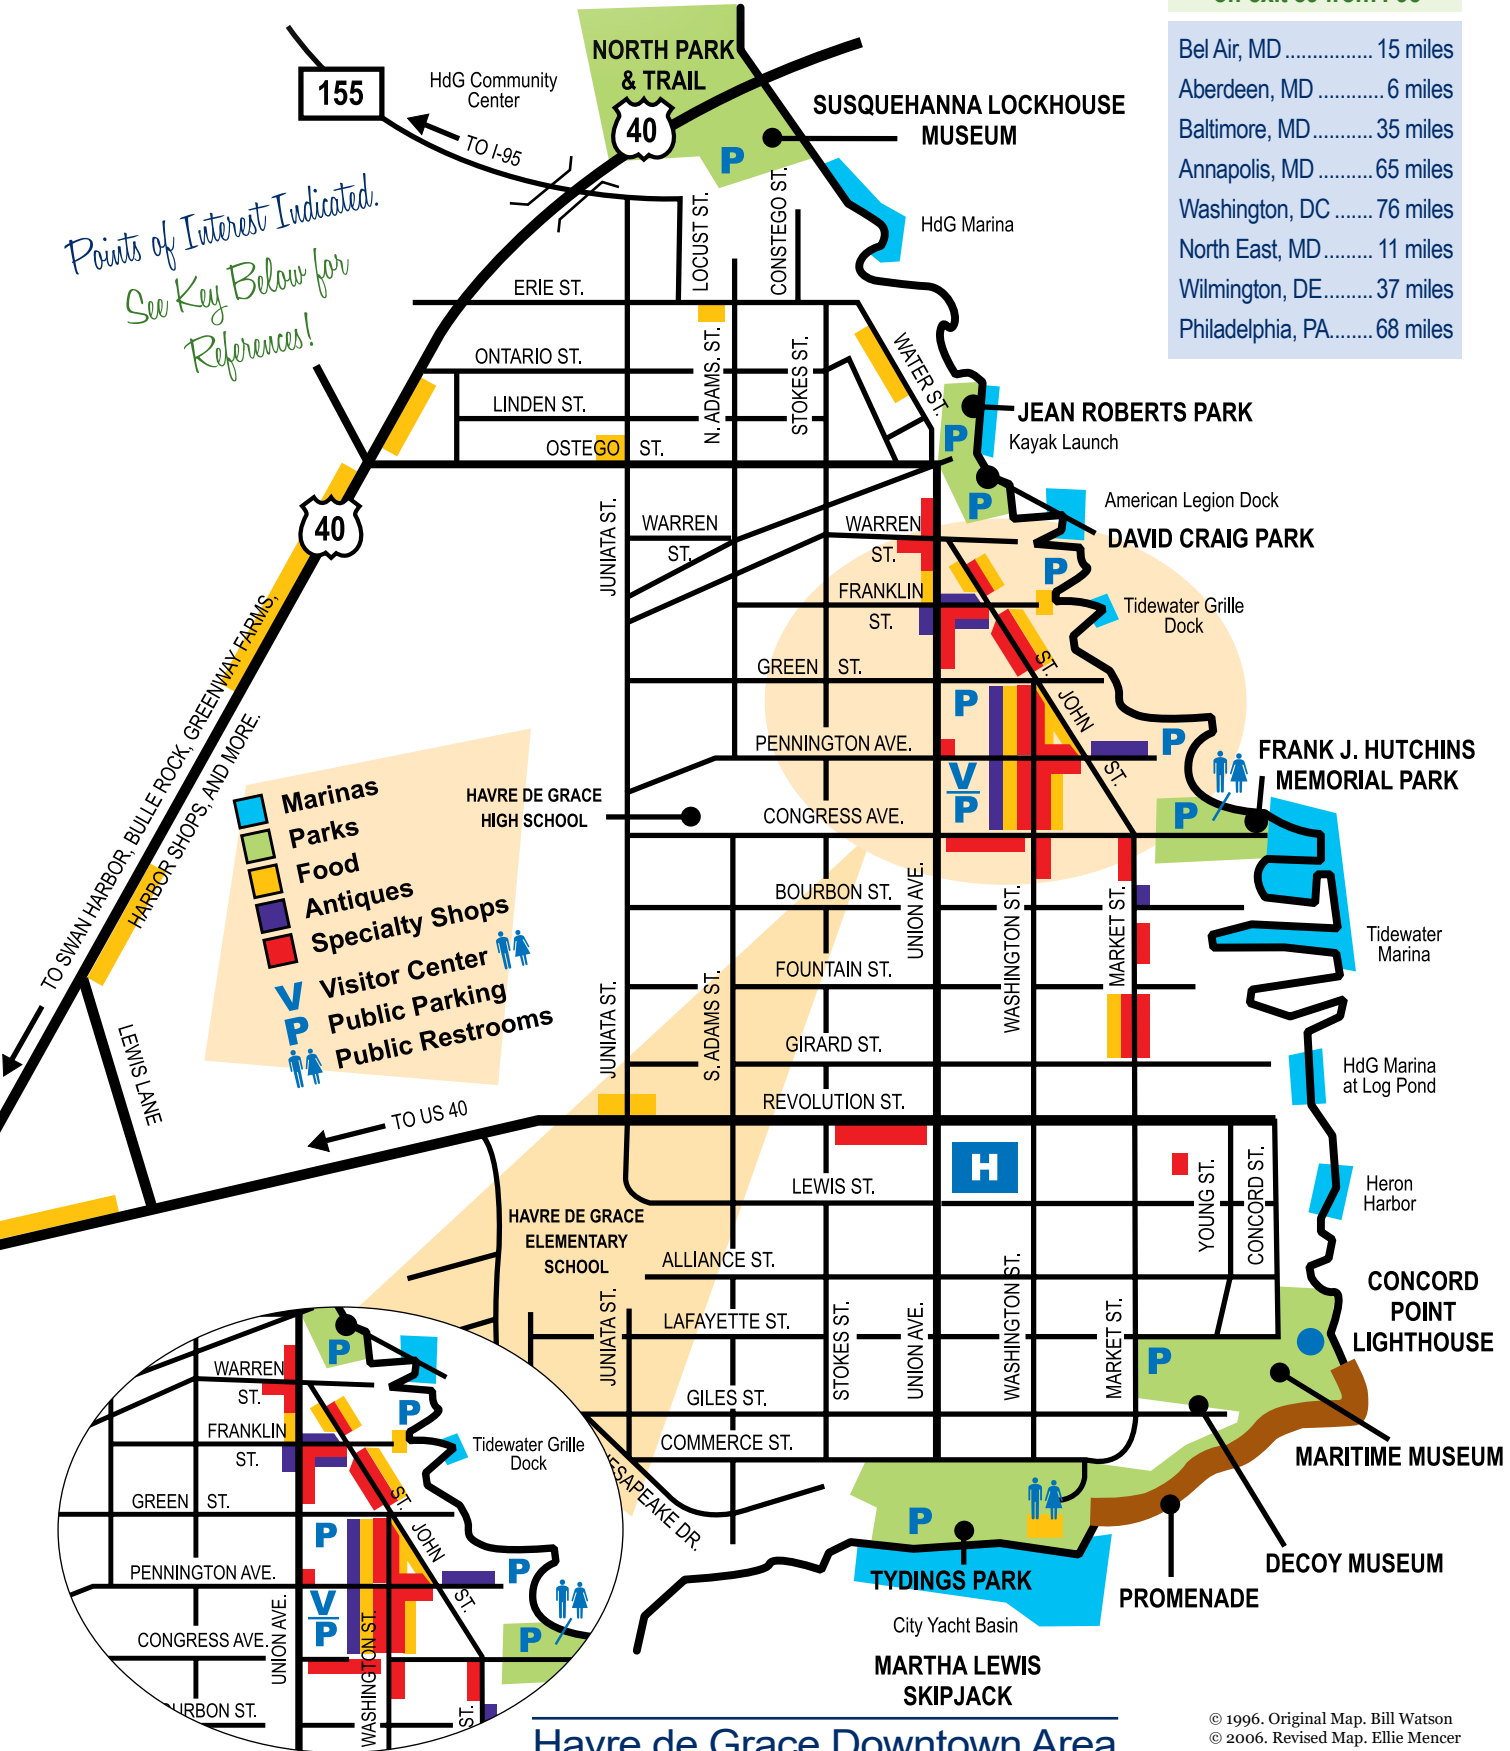 Bel Air, MD ................ 15 miles
Aberdeen, MD ............ 6 miles
Baltimore, MD ........... 35 miles
Annapolis, MD .......... 65 miles
Washington, DC ....... 76 miles
North East, MD ......... 11 miles
Wilmington, DE ......... 37 miles
Philadelphia, PA ........ 68 miles
NORTH PARK
& TRAIL
155
HdG Community
Center
40
TO I-95
P
SUSQUEHANNA LOCKHOUSE
MUSEUM
Points of Interest Indicated.
See Key Below for
References!
HdG Marina
LOCUST ST.
CONSTEGO ST.
ERIE ST.
N. ADAMS. ST.
STOKES ST.
WATER ST.
ONTARIO ST.
LINDEN ST.
OSTEGO ST.
JEAN ROBERTS PARK
Kayak Launch
P
P
American Legion Dock
DAVID CRAIG PARK
40
JUNIATA ST.
WARREN
ST.
WARREN
ST.
P
FRANKLIN
ST.
Tidewater Grille
Dock
GREEN ST.
ST. JOHN ST.
P
PENNINGTON AVE.
P
FRANK J. HUTCHINS
MEMORIAL PARK
V
P
P
CONGRESS AVE.
HAVRE DE GRACE
HIGH SCHOOL
TO SWAN HARBOR, BULLE ROCK, GREENWAY FARMS,
HARBOR SHOPS, AND MORE.
Marinas
Parks
Food
Antiques
Specialty Shops
V Visitor Center
P Public Parking
Public Restrooms
BOURBON ST.
UNION AVE.
WASHINGTON ST.
MARKET ST.
Tidewater
Marina
FOUNTAIN ST.
JUNIATA ST.
S. ADAMS ST.
GIRARD ST.
HdG Marina
at Log Pond
LEWIS LANE
TO US 40
REVOLUTION ST.
H
LEWIS ST.
YOUNG ST.
CONCORD ST.
Heron
Harbor
HAVRE DE GRACE
ELEMENTARY
SCHOOL
ALLIANCE ST.
CONCORD
POINT
LIGHTHOUSE
LAFAYETTE ST.
JUNIATA ST.
STOKES ST.
UNION AVE.
WASHINGTON ST.
MARKET ST.
P
GILES ST.
COMMERCE ST.
MARITIME MUSEUM
ESAPEAKE DR.
P
TYDINGS PARK
DECOY MUSEUM
PROMENADE
City Yacht Basin
MARTHA LEWIS
SKIPJACK
P
WARREN
ST.
P
FRANKLIN
ST.
Tidewater Grille
Dock
GREEN ST.
ST. JOHN ST.
P
PENNINGTON AVE.
P
V
P
P
CONGRESS AVE.
UNION AVE.
WASHINGTON ST.
URBON ST.
ST.
Havre de Grace Downtown Area
© 1996. Original Map. Bill Watson
© 2006. Revised Map. Ellie Mencer